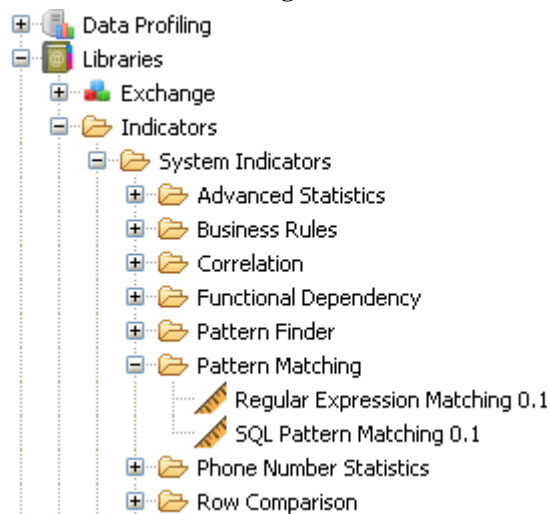 Data Profiling
Libraries
Exchange
Indicators
System Indicators
Advanced Statistics
Business Rules
Correlation
Functional Dependency
Pattern Finder
Pattern Matching
Regular Expression Matching 0.1
SQL Pattern Matching 0.1
Phone Number Statistics
Row Comparison